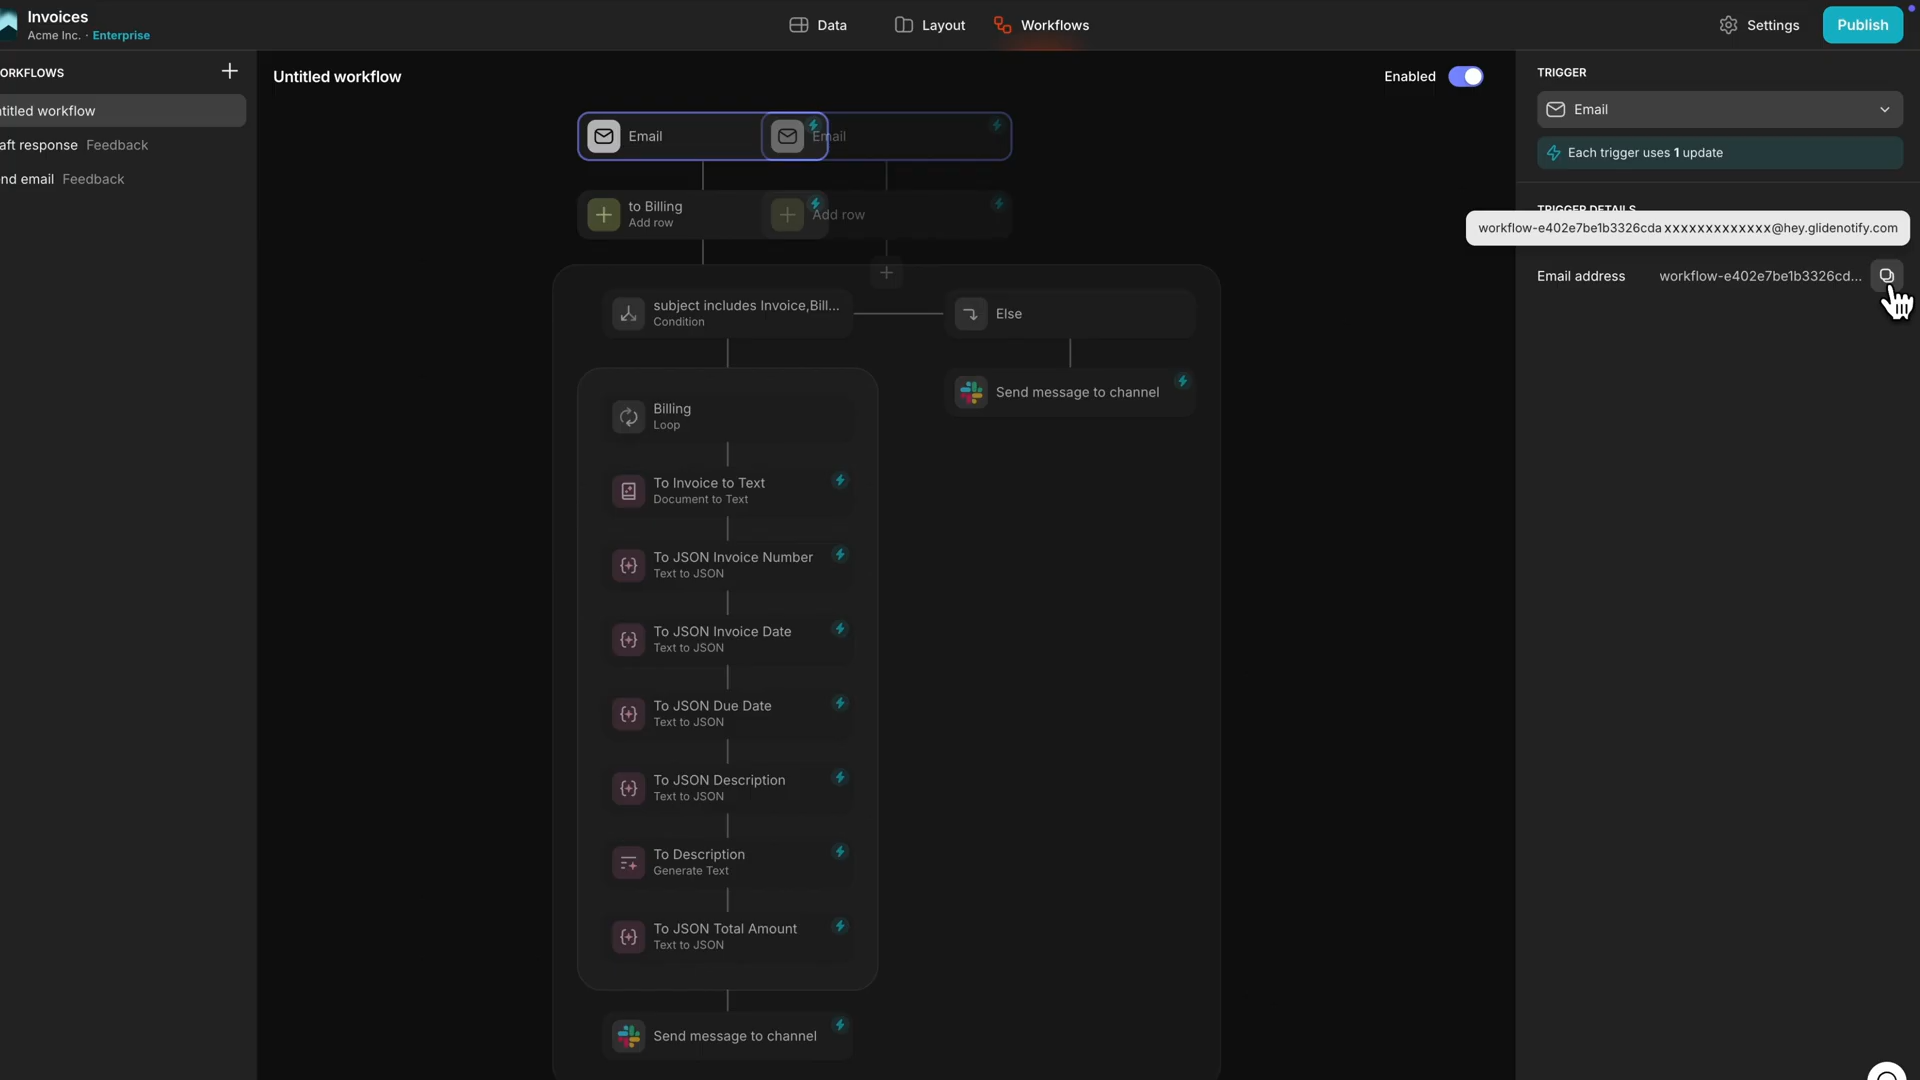 Invoices
Acme Inc. · Enterprise
Data
Layout
Workflows
Settings
Publish
ORKFLOWS
ntitled workflow
aft response Feedback
nd email Feedback
Untitled workflow
Enabled
Email
Email
to Billing
Add row
Add row
subject includes Invoice,Bill...
Condition
Else
Send message to channel
Billing
Loop
To Invoice to Text
Document to Text
To JSON Invoice Number
Text to JSON
To JSON Invoice Date
Text to JSON
To JSON Due Date
Text to JSON
To JSON Description
Text to JSON
To Description
Generate Text
To JSON Total Amount
Text to JSON
Send message to channel
TRIGGER
Email
Each trigger uses 1 update
TRIGGER DETAILS
workflow-e402e7be1b3326cdaxxxxxxxxxxxxx@hey.glidenotify.com
Email address workflow-e402e7be1b3326cd...